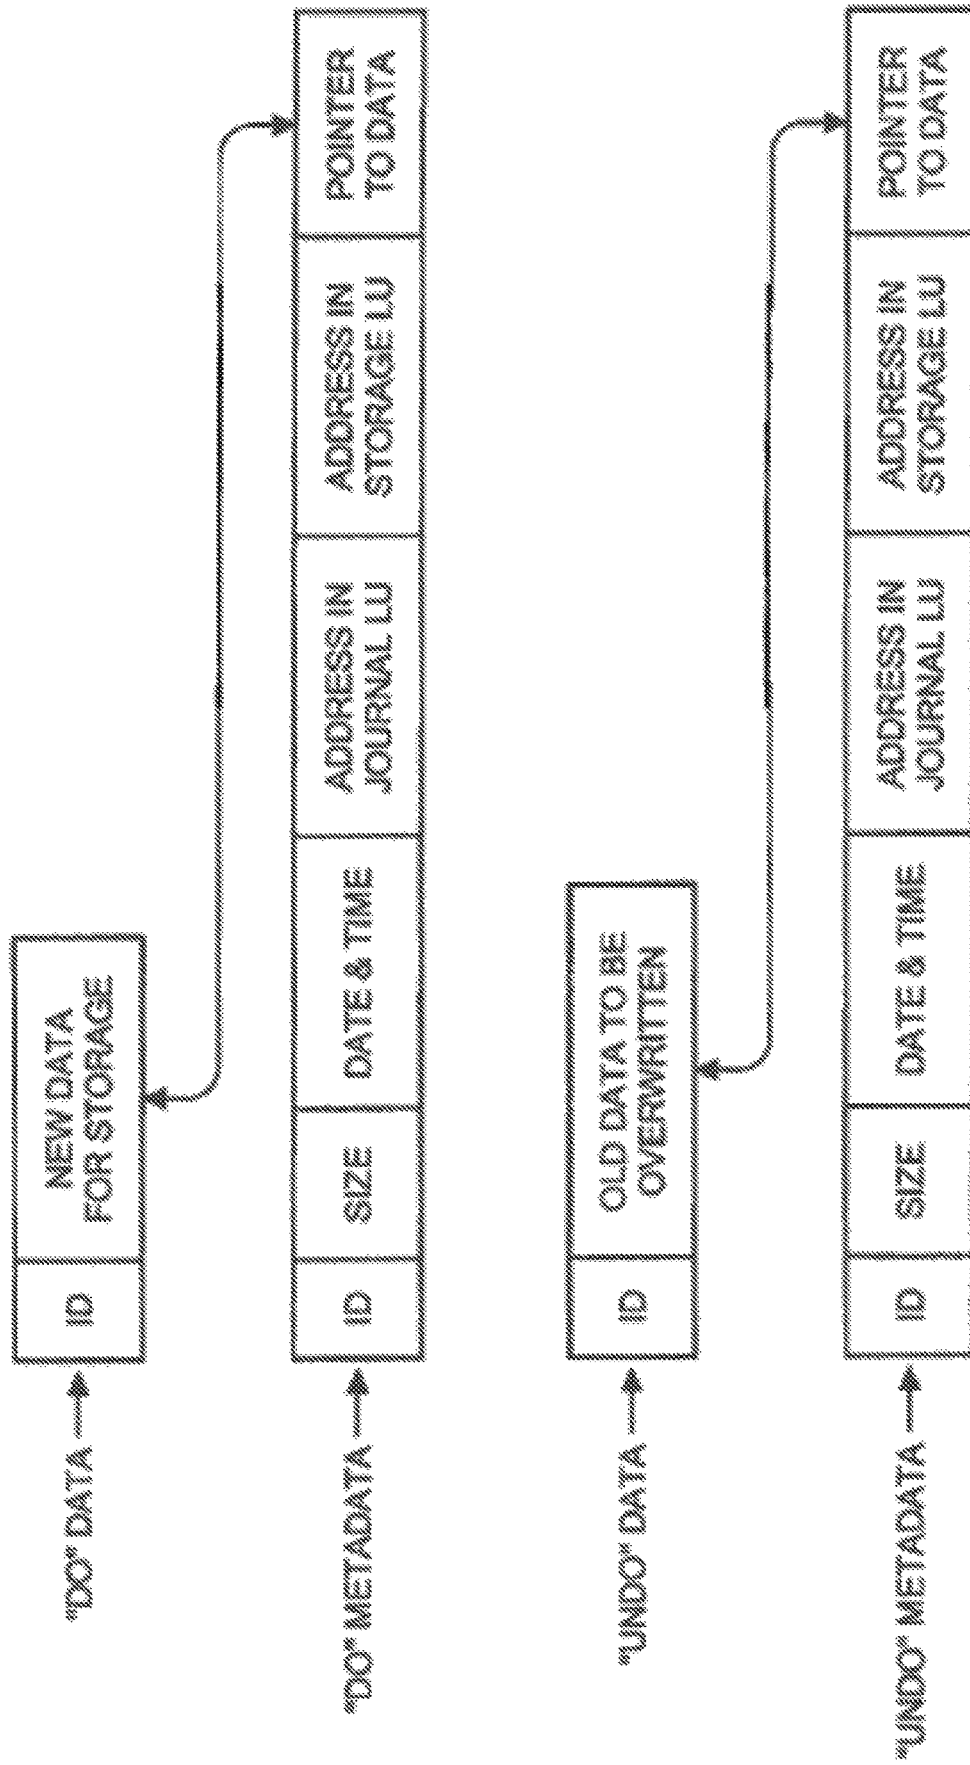 "DO" DATA
ID
NEW DATA
FOR STORAGE
"DO" METADATA
ID
SIZE
DATE & TIME
ADDRESS IN
JOURNAL LU
ADDRESS IN
STORAGE LU
POINTER
TO DATA
"UNDO" DATA
ID
OLD DATA TO BE
OVERWRITTEN
"UNDO" METADATA
ID
SIZE
DATE & TIME
ADDRESS IN
JOURNAL LU
ADDRESS IN
STORAGE LU
POINTER
TO DATA